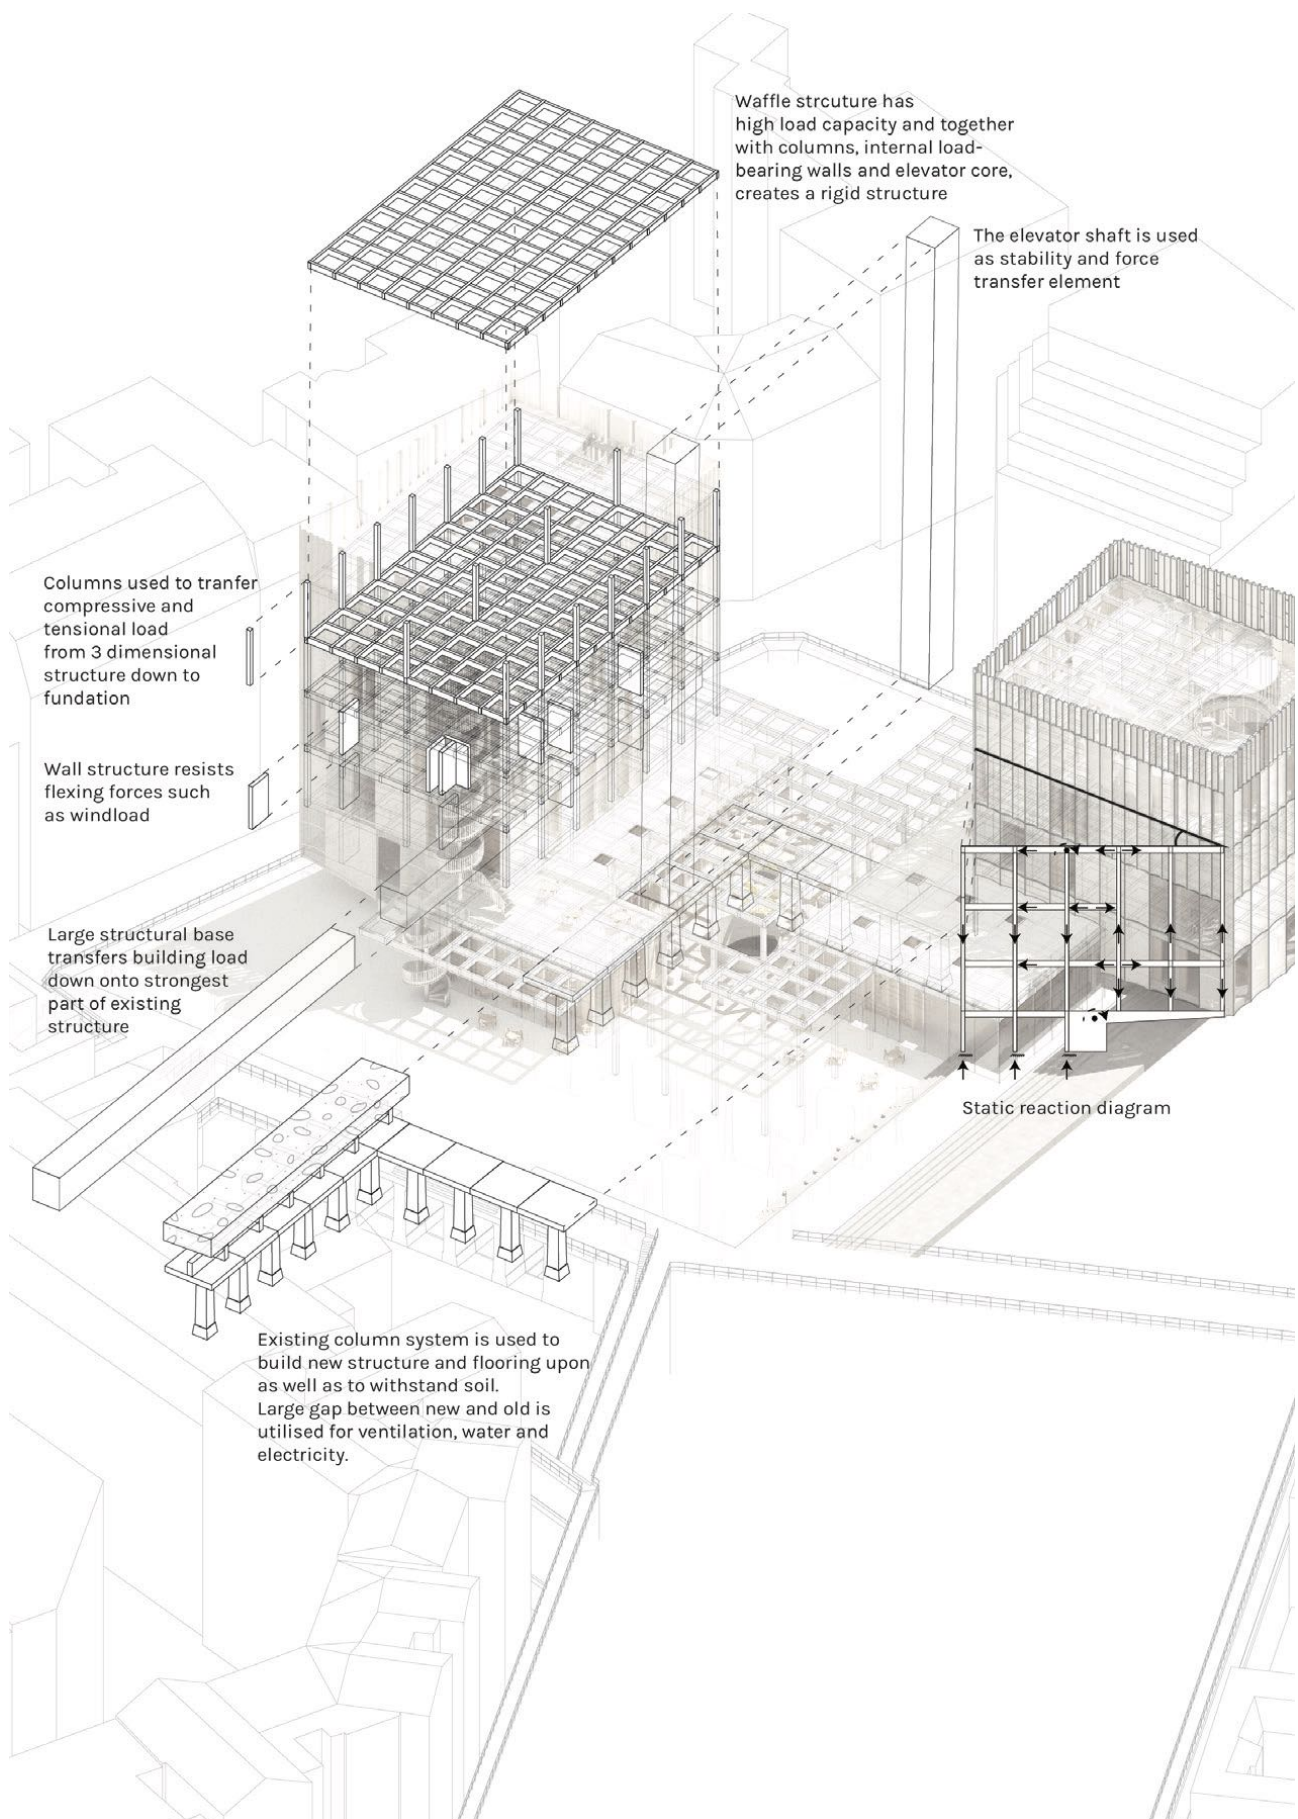 Waffle strcuture has
high load capacity and together
with columns, internal load-
bearing walls and elevator core,
creates a rigid structure
The elevator shaft is used
as stability and force
transfer element
Columns used to tranfer
compressive and
tensional load
from 3 dimensional
structure down to
fundation
Wall structure resists
flexing forces such
as windload
Large structural base
transfers building load
down onto strongest
part of existing
structure
Static reaction diagram
Existing column system is used to
build new structure and flooring upon
as well as to withstand soil.
Large gap between new and old is
utilised for ventilation, water and
electricity.